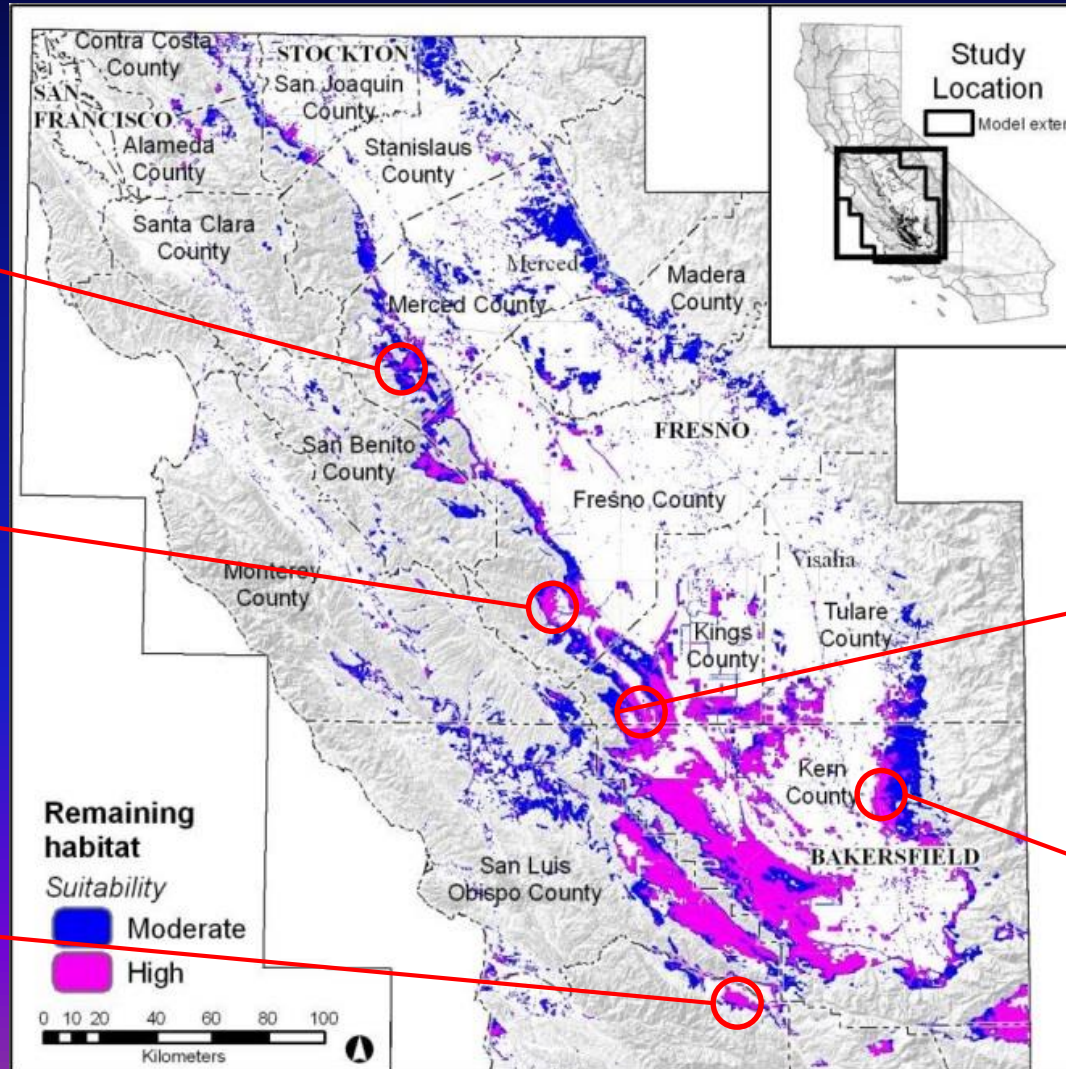 Contra Costa
County
STOCKTON
San Joaquin
County
SAN
FRANCISCO
Alameda
County
Stanislaus
County
Santa Clara
County
Merced
Merced County
Madera
County
San Benito
County
FRESNO
Fresno County
Monterey
County
Visalia
Kings
County
Tulare
County
Kern
County
BAKERSFIELD
San Luis
Obispo County
Study
Location
Remaining
habitat
Suitability
Moderate
High
0 10 20 40 60 80 100
Kilometers
Model exten